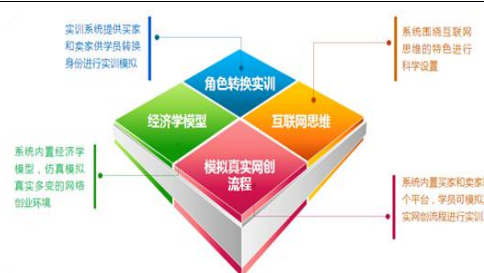 实训系统提供买家
和卖家供学员转换
身份进行实训模拟
系统围绕互联网
思维的特色进行
科学设置
角色转换实训
经济学模型
互联网思维
模拟真实网创
流程
系统内置经济学
模型，仿真模拟
真实多变的网络
创业环境
系统内置买家和卖家
个平台，学员可模拟
实网创流程进行实训